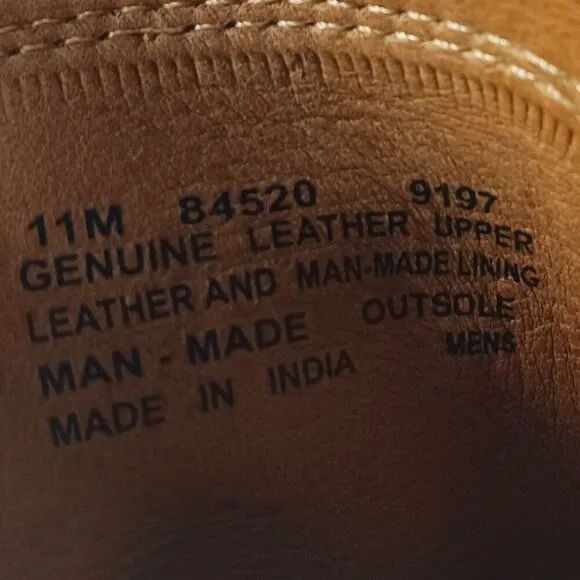 11M 84520 9197
GENUINE LEATHER UPPER
LEATHER AND MAN-MADE LINING
MAN - MADE OUTSOLE
MADE IN INDIA MENS